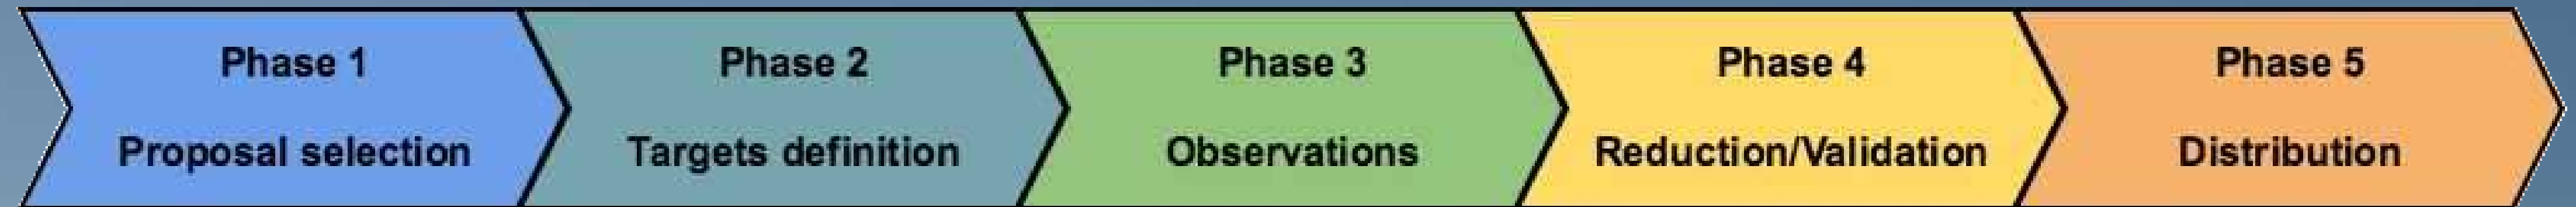 Phase 1
Proposal selection
Phase 2
Targets definition
Phase 3
Observations
Phase 4
Reduction/Validation
Phase 5
Distribution